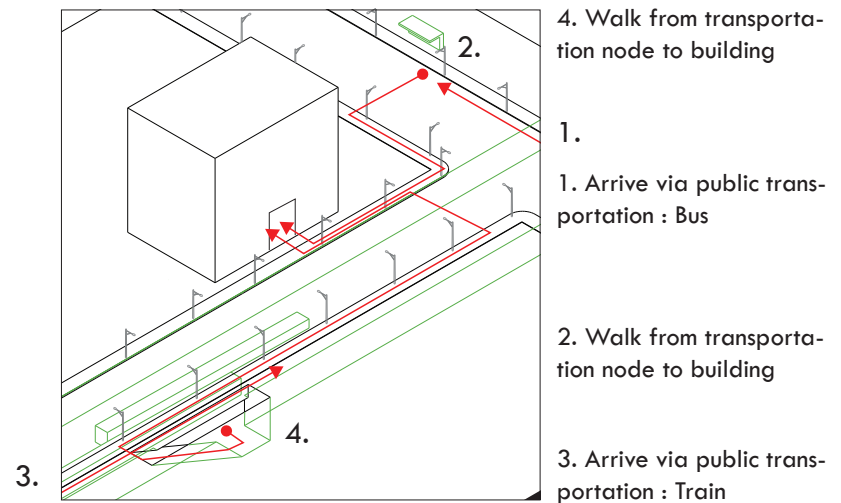 4. Walk from transporta-
tion node to building
2.
1.
1. Arrive via public trans-
portation : Bus
2. Walk from transporta-
tion node to building
4.
3.
3. Arrive via public trans-
portation : Train